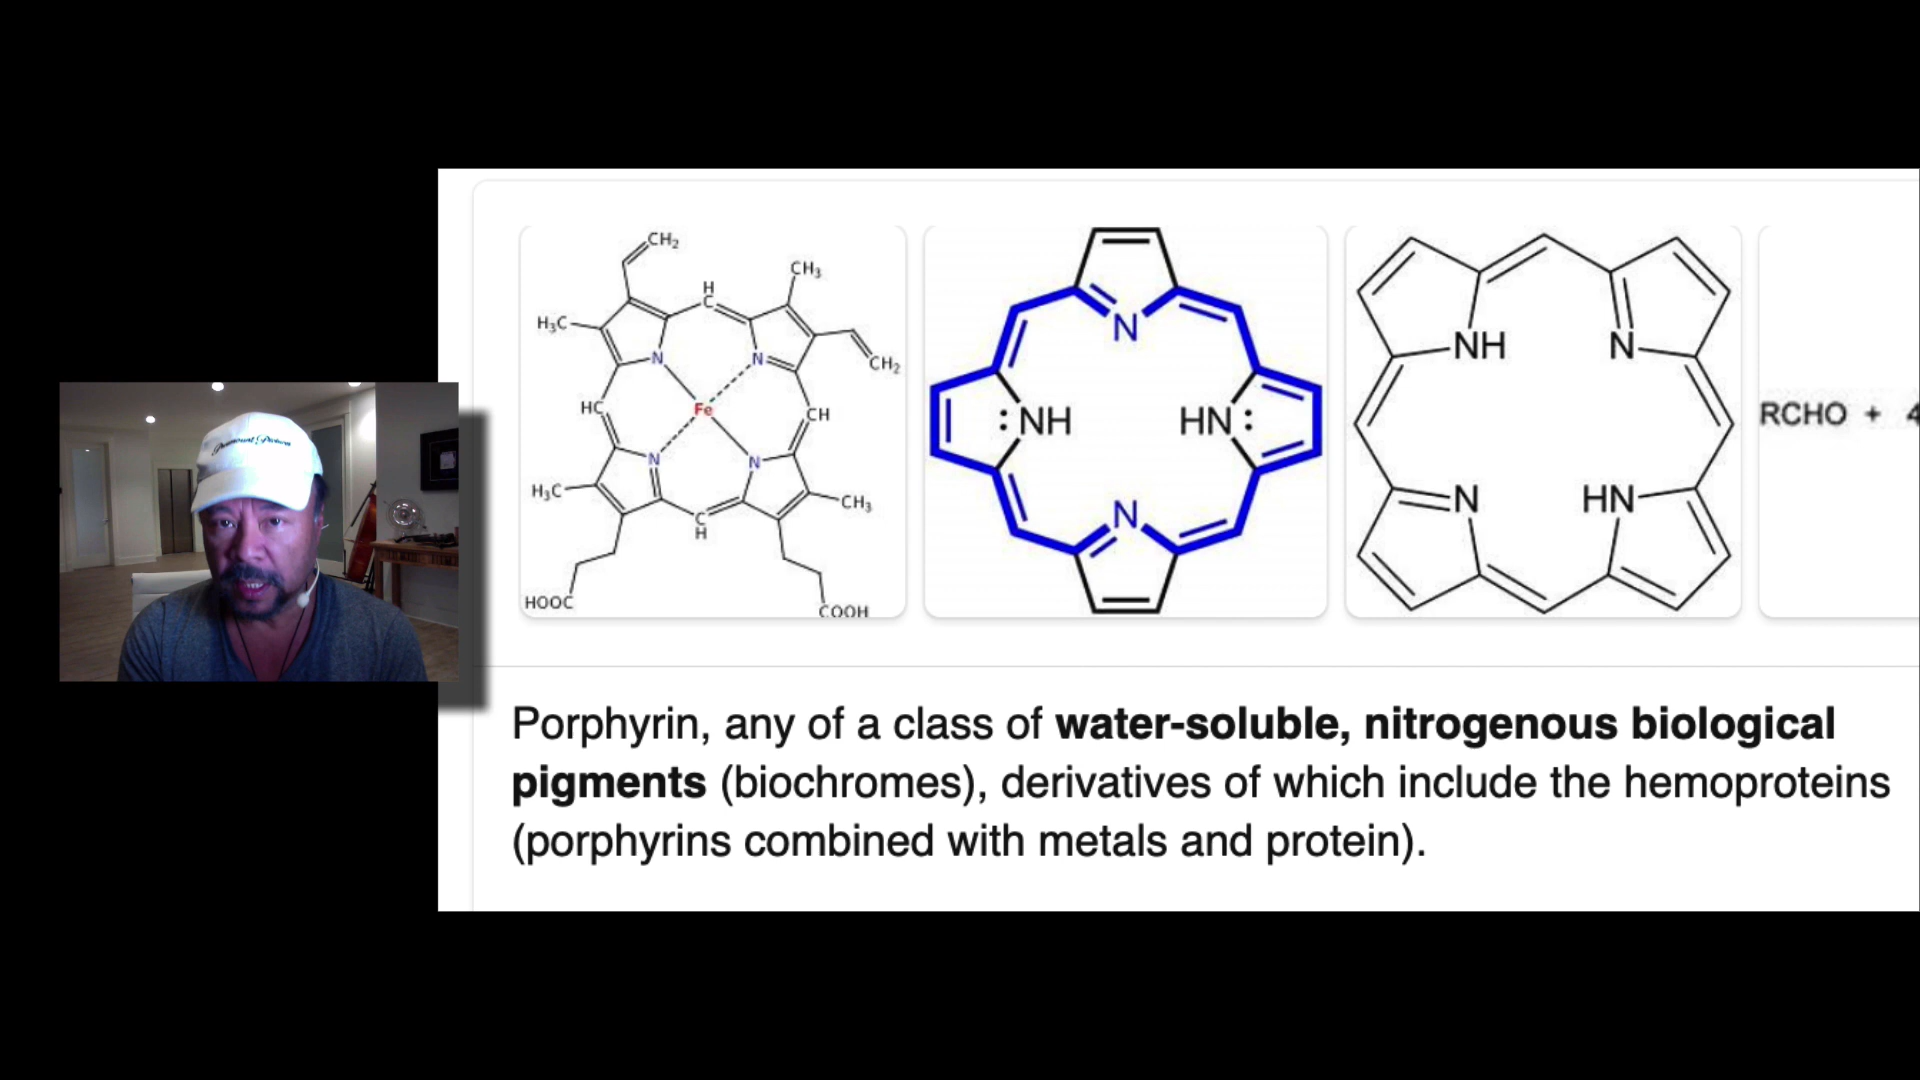 CH₂
CH₃
H
C
H₃C
N
N
CH₂
HC
Fe
CH
N
N
H₃C
CH₃
C
H
HOOC
COOH
N
:NH
HN:
N
NH
N
N
HN
RCHO + 4
Porphyrin, any of a class of water-soluble, nitrogenous biological
pigments (biochromes), derivatives of which include the hemoproteins
(porphyrins combined with metals and protein).